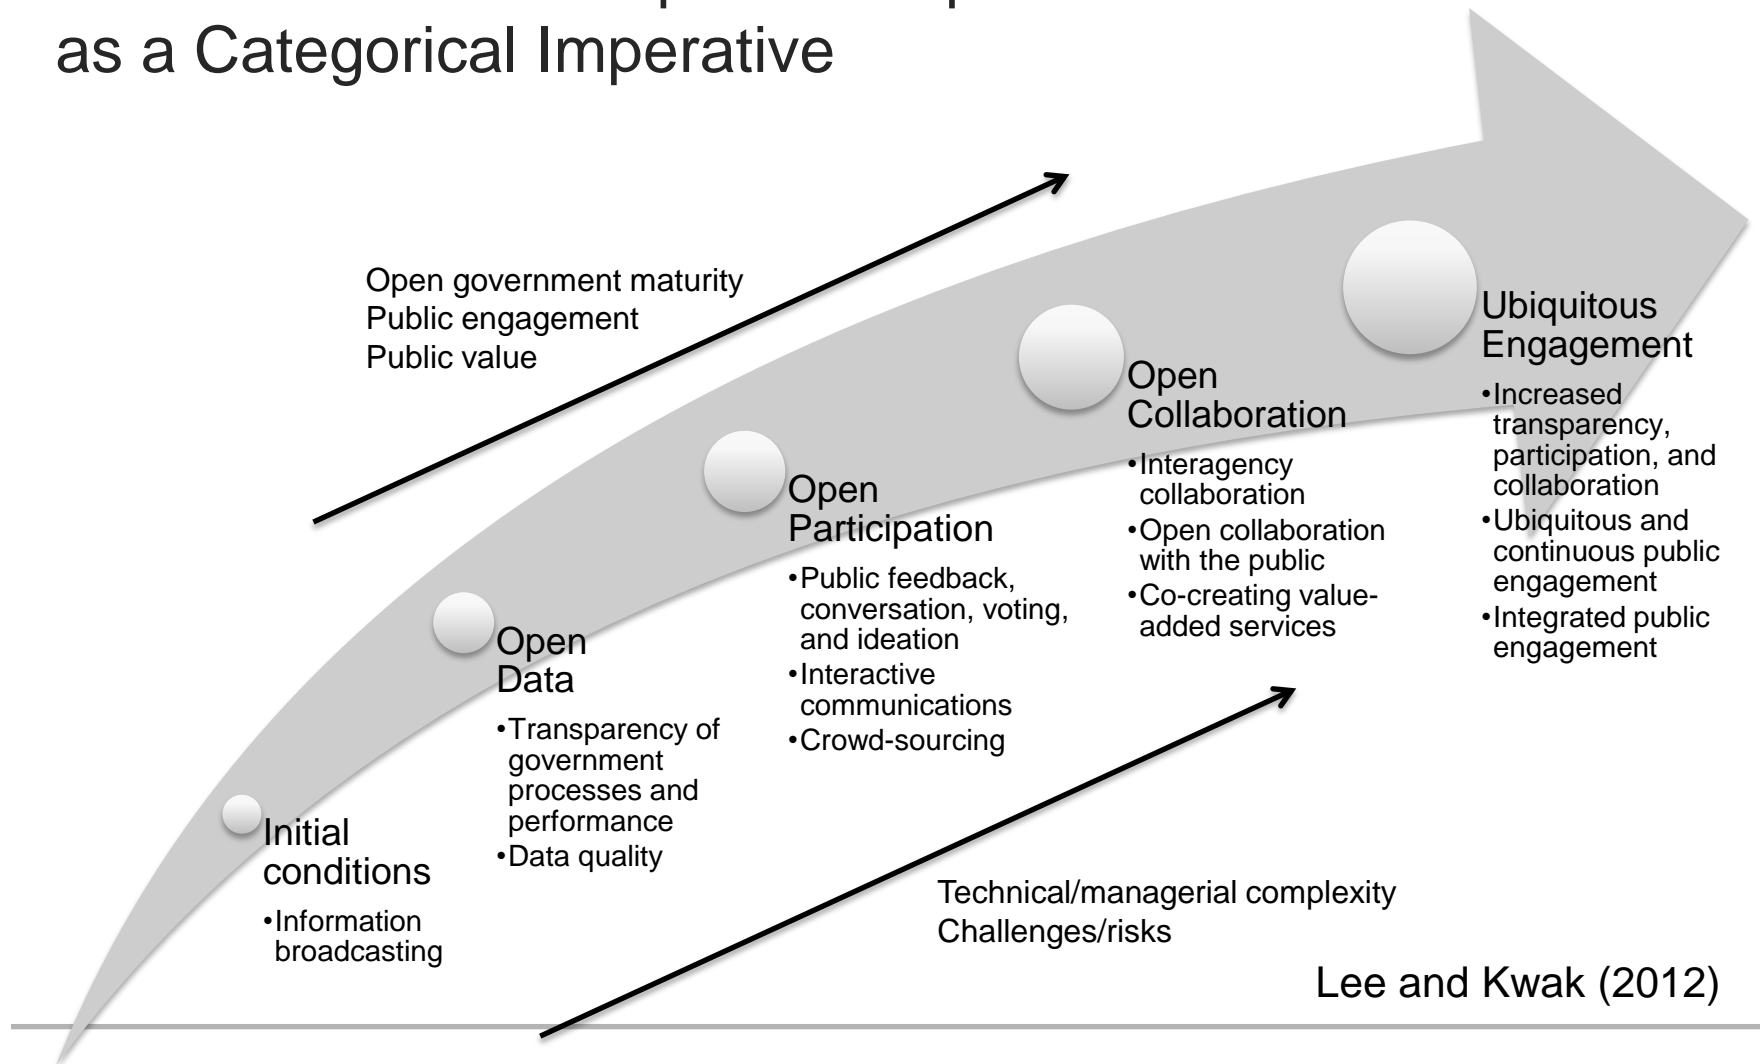 as a Categorical Imperative
Open government maturity
Public engagement
Public value
Initial
conditions
•Information
broadcasting
Open
Data
•Transparency of
government
processes and
performance
•Data quality
Open
Participation
•Public feedback,
conversation, voting,
and ideation
•Interactive
communications
•Crowd-sourcing
Open
Collaboration
•Interagency
collaboration
•Open collaboration
with the public
•Co-creating value-
added services
Ubiquitous
Engagement
•Increased
transparency,
participation, and
collaboration
•Ubiquitous and
continuous public
engagement
•Integrated public
engagement
Technical/managerial complexity
Challenges/risks
Lee and Kwak (2012)